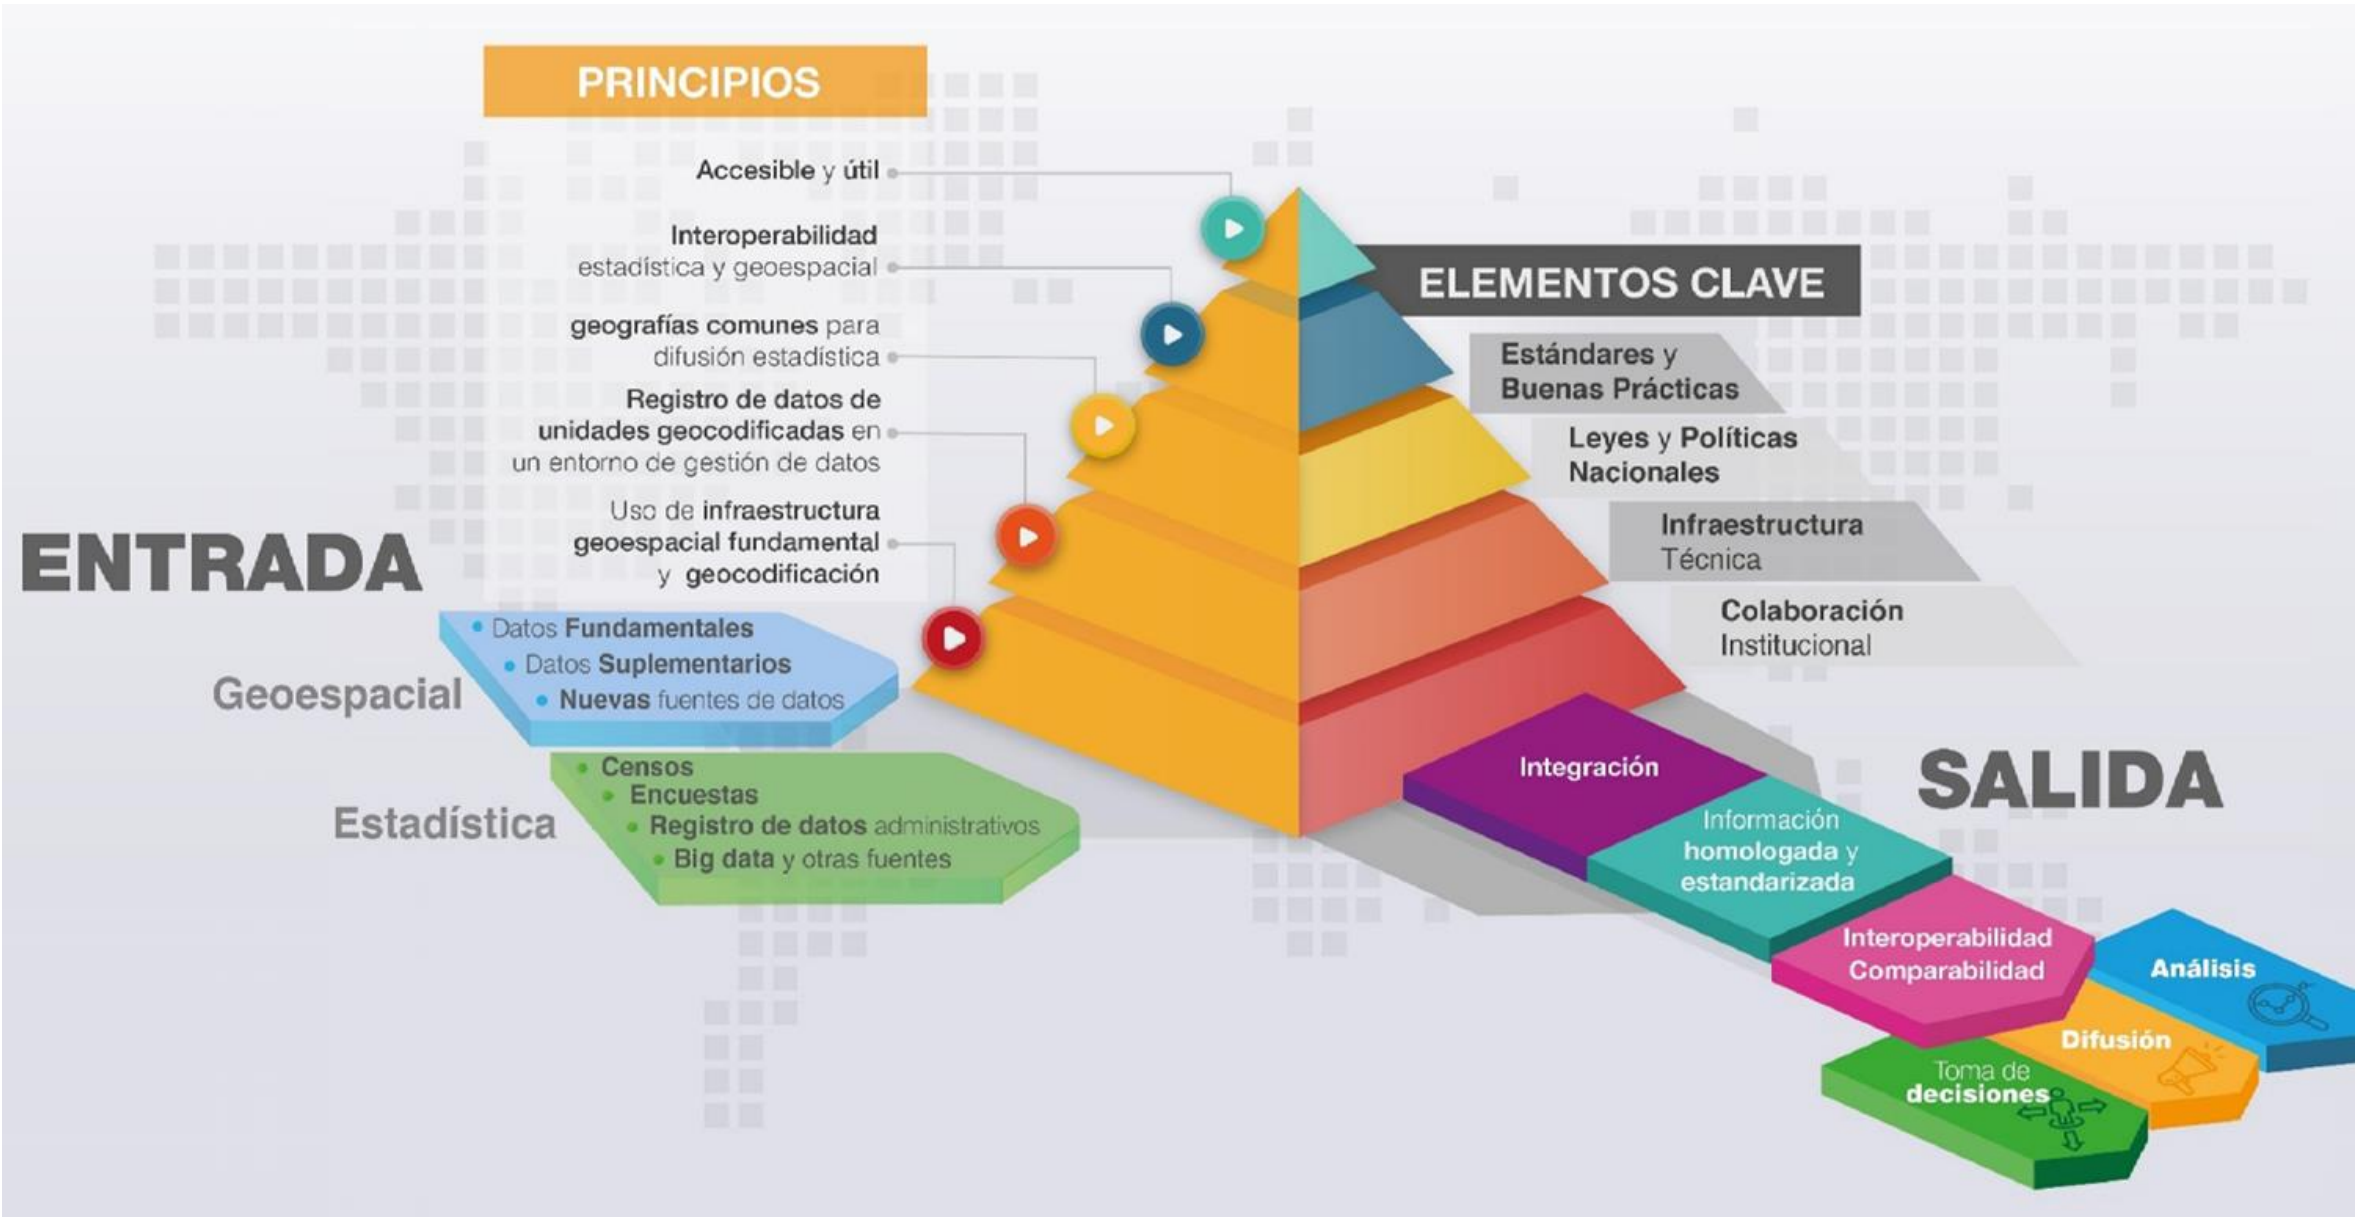 PRINCIPIOS
Accesible y útil
Interoperabilidad
estadística y geoespacial
geografías comunes para
difusión estadística
Registro de datos de
unidades geocodificadas en
un entorno de gestión de datos
Uso de infraestructura
geoespacial fundamental
y geocodificación
ELEMENTOS CLAVE
Estándares y
Buenas Prácticas
Leyes y Políticas
Nacionales
Infraestructura
Técnica
Colaboración
Institucional
ENTRADA
Geoespacial
• Datos Fundamentales
• Datos Suplementarios
• Nuevas fuentes de datos
Estadística
• Censos
• Encuestas
• Registro de datos administrativos
• Big data y otras fuentes
SALIDA
Integración
Información
homologada y
estandarizada
Interoperabilidad
Comparabilidad
Análisis
Difusión
Toma de
decisiones